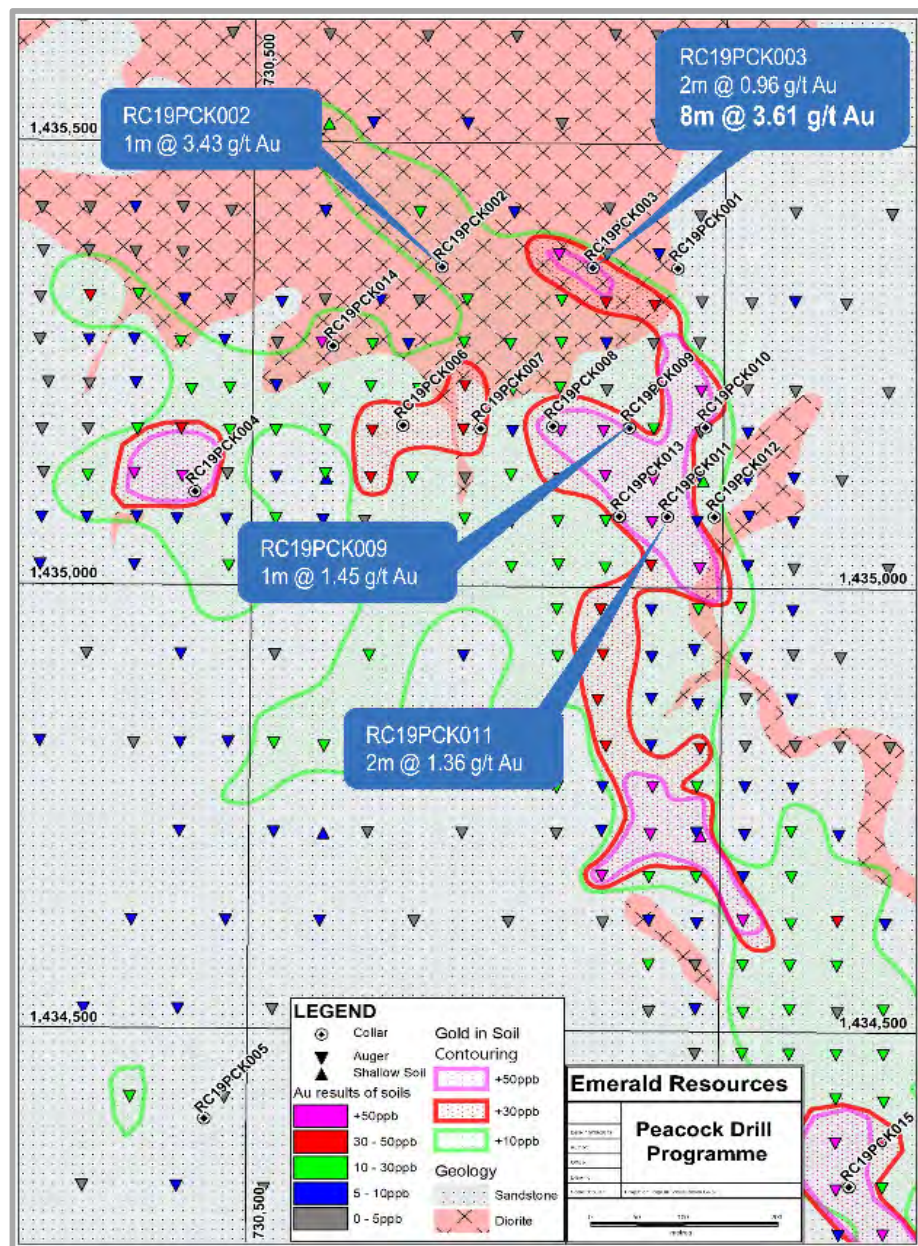 730,500
RC19PCK003
2m @ 0.96 g/t Au
8m @ 3.61 g/t Au
RC19PCK002
1m @ 3.43 g/t Au
1,435,500
RC19PCK002
RC19PCK003
RC19PCK001
RC19PCK014
RC19PCK006
RC19PCK007
RC19PCK008
RC19PCK009
RC19PCK010
RC19PCK004
RC19PCK013
RC19PCK011
RC19PCK012
RC19PCK009
1m @ 1.45 g/t Au
1,435,000
1,435,000
RC19PCK011
2m @ 1.36 g/t Au
1,434,500
1,434,500
RC19PCK005
730,500
RC19PCK015
LEGEND
Collar
Auger
Shallow Soil
Au results of soils
+50ppb
30 - 50ppb
10 - 30ppb
5 - 10ppb
0 - 5ppb
Gold in Soil
Contouring
+50ppb
+30ppb
+10ppb
Geology
Sandstone
Diorite
Emerald Resources
Peacock Drill
Programme
metres